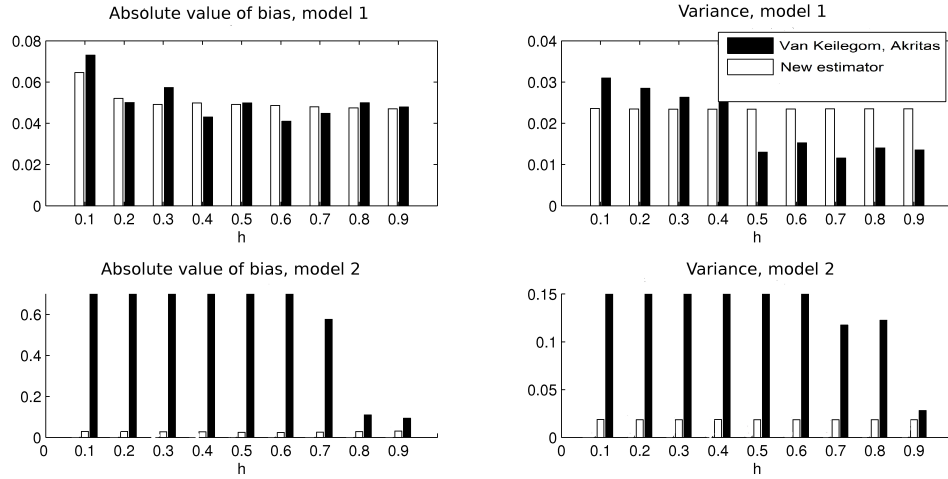 Absolute value of bias, model 1
0.08
0.06
0.04
0.02
0
0.1 0.2 0.3 0.4 0.5 0.6 0.7 0.8 0.9
h
Variance, model 1
0.04
0.03
0.02
0.01
0
Van Keilegom, Akritas
New estimator
0.1 0.2 0.3 0.4 0.5 0.6 0.7 0.8 0.9
h
Absolute value of bias, model 2
0.6
0.4
0.2
0
0 0.1 0.2 0.3 0.4 0.5 0.6 0.7 0.8 0.9
h
Variance, model 2
0.15
0.1
0.05
0
0 0.1 0.2 0.3 0.4 0.5 0.6 0.7 0.8 0.9
h